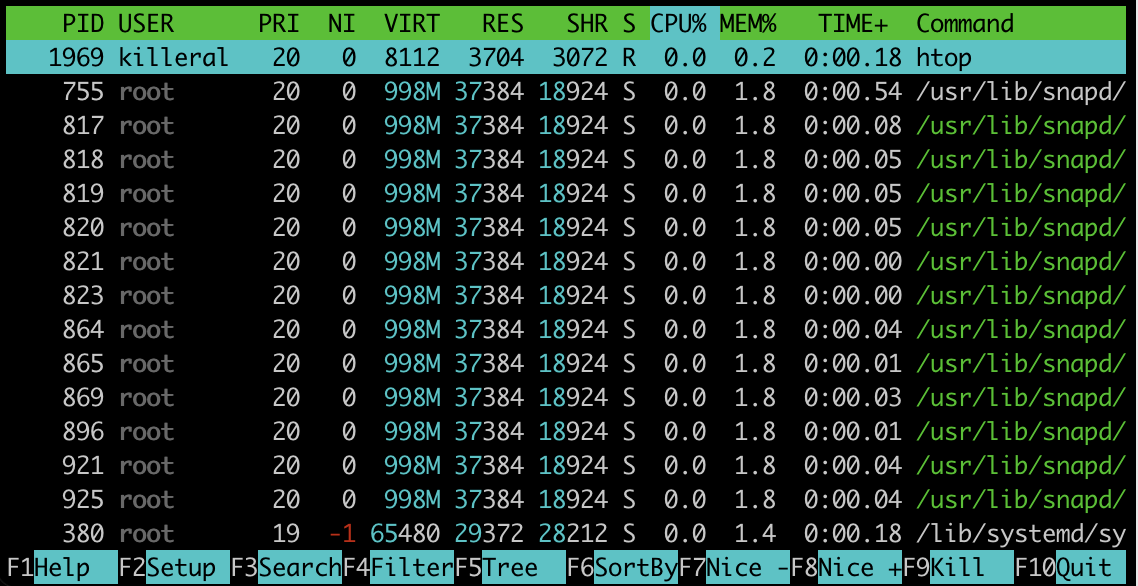 PID USER PRI NI VIRT RES SHR S CPU% MEM% TIME+ Command
1969 killeral 20 0 8112 3704 3072 R 0.0 0.2 0:00.18 htop
755 root 20 0 998M 37384 18924 S 0.0 1.8 0:00.54 /usr/lib/snapd/
817 root 20 0 998M 37384 18924 S 0.0 1.8 0:00.08 /usr/lib/snapd/
818 root 20 0 998M 37384 18924 S 0.0 1.8 0:00.05 /usr/lib/snapd/
819 root 20 0 998M 37384 18924 S 0.0 1.8 0:00.05 /usr/lib/snapd/
820 root 20 0 998M 37384 18924 S 0.0 1.8 0:00.05 /usr/lib/snapd/
821 root 20 0 998M 37384 18924 S 0.0 1.8 0:00.00 /usr/lib/snapd/
823 root 20 0 998M 37384 18924 S 0.0 1.8 0:00.00 /usr/lib/snapd/
864 root 20 0 998M 37384 18924 S 0.0 1.8 0:00.04 /usr/lib/snapd/
865 root 20 0 998M 37384 18924 S 0.0 1.8 0:00.01 /usr/lib/snapd/
869 root 20 0 998M 37384 18924 S 0.0 1.8 0:00.03 /usr/lib/snapd/
896 root 20 0 998M 37384 18924 S 0.0 1.8 0:00.01 /usr/lib/snapd/
921 root 20 0 998M 37384 18924 S 0.0 1.8 0:00.04 /usr/lib/snapd/
925 root 20 0 998M 37384 18924 S 0.0 1.8 0:00.04 /usr/lib/snapd/
380 root 19 -1 65480 29372 28212 S 0.0 1.4 0:00.18 /lib/systemd/sy
F1Help F2Setup F3SearchF4FilterF5Tree F6SortByF7Nice -F8Nice +F9Kill F10Quit